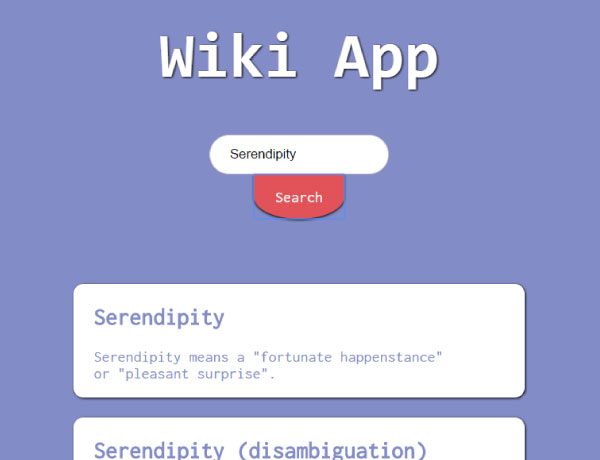 Wiki App
Serendipity
Search
Serendipity
Serendipity means a "fortunate happenstance"
or "pleasant surprise".
Serendipity (disambiguation)